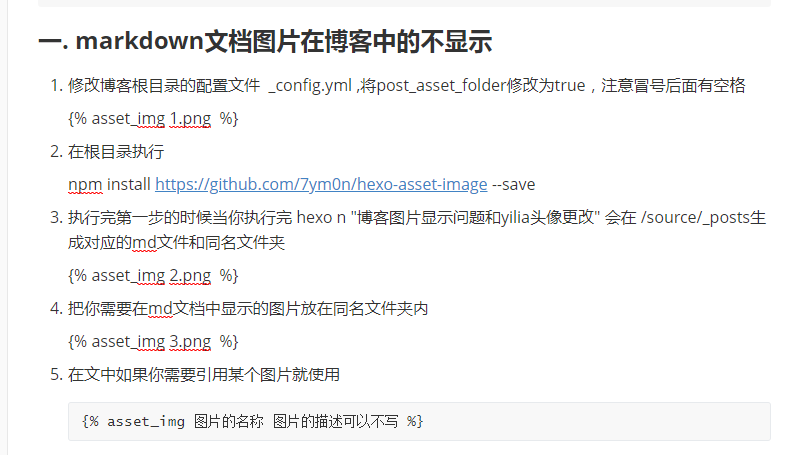 一. markdown文档图片在博客中的不显示
1. 修改博客根目录的配置文件 _config.yml ,将post_asset_folder修改为true，注意冒号后面有空格
{% asset_img 1.png %}
2. 在根目录执行
npm install https://github.com/7ym0n/hexo-asset-image --save
3. 执行完第一步的时候当你执行完 hexo n "博客图片显示问题和yilia头像更改" 会在 /source/_posts生
成对应的md文件和同名文件夹
{% asset_img 2.png %}
4. 把你需要在md文档中显示的图片放在同名文件夹内
{% asset_img 3.png %}
5. 在文中如果你需要引用某个图片就使用
{% asset_img 图片的名称 图片的描述可以不写 %}